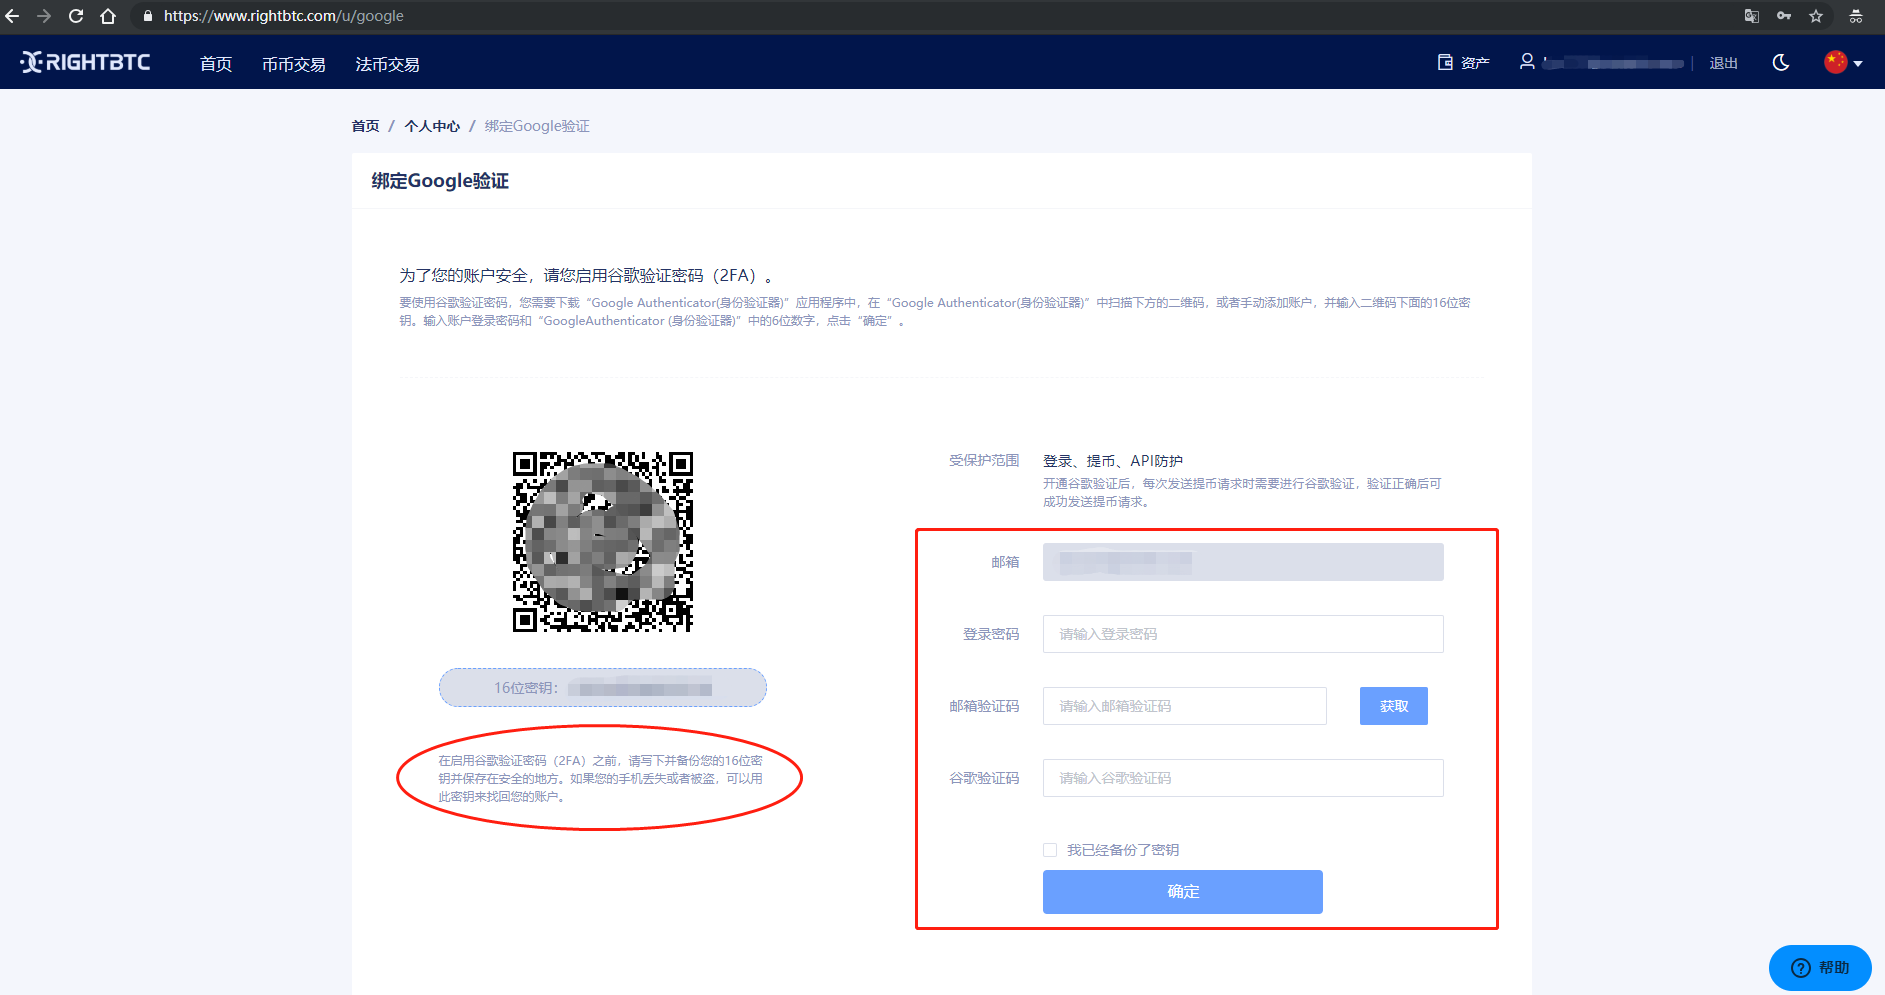 https://www.rightbtc.com/u/google
RIGHTBTC
首页
币币交易
法币交易
资产
退出
首页 / 个人中心 / 绑定Google验证
绑定Google验证
为了您的账户安全，请您启用谷歌验证密码（2FA）。
要使用谷歌验证密码，您需要下载“Google Authenticator(身份验证器)”应用程序中，在“Google Authenticator(身份验证器)”中扫描下方的二维码，或者手动添加账户，并输入二维码下面的16位密
钥。输入账户登录密码和“GoogleAuthenticator (身份验证器)”中的6位数字，点击“确定”。
16位密钥：
在启用谷歌验证密码（2FA）之前，请写下并备份您的16位密
钥并保存在安全的地方。如果您的手机丢失或者被盗，可以用
此密钥来找回您的账户。
受保护范围
登录、提币、API防护
开通谷歌验证后，每次发送提币请求时需要进行谷歌验证，验证正确后可
成功发送提币请求。
邮箱
登录密码
请输入登录密码
邮箱验证码
请输入邮箱验证码
获取
谷歌验证码
请输入谷歌验证码
我已经备份了密钥
确定
帮助